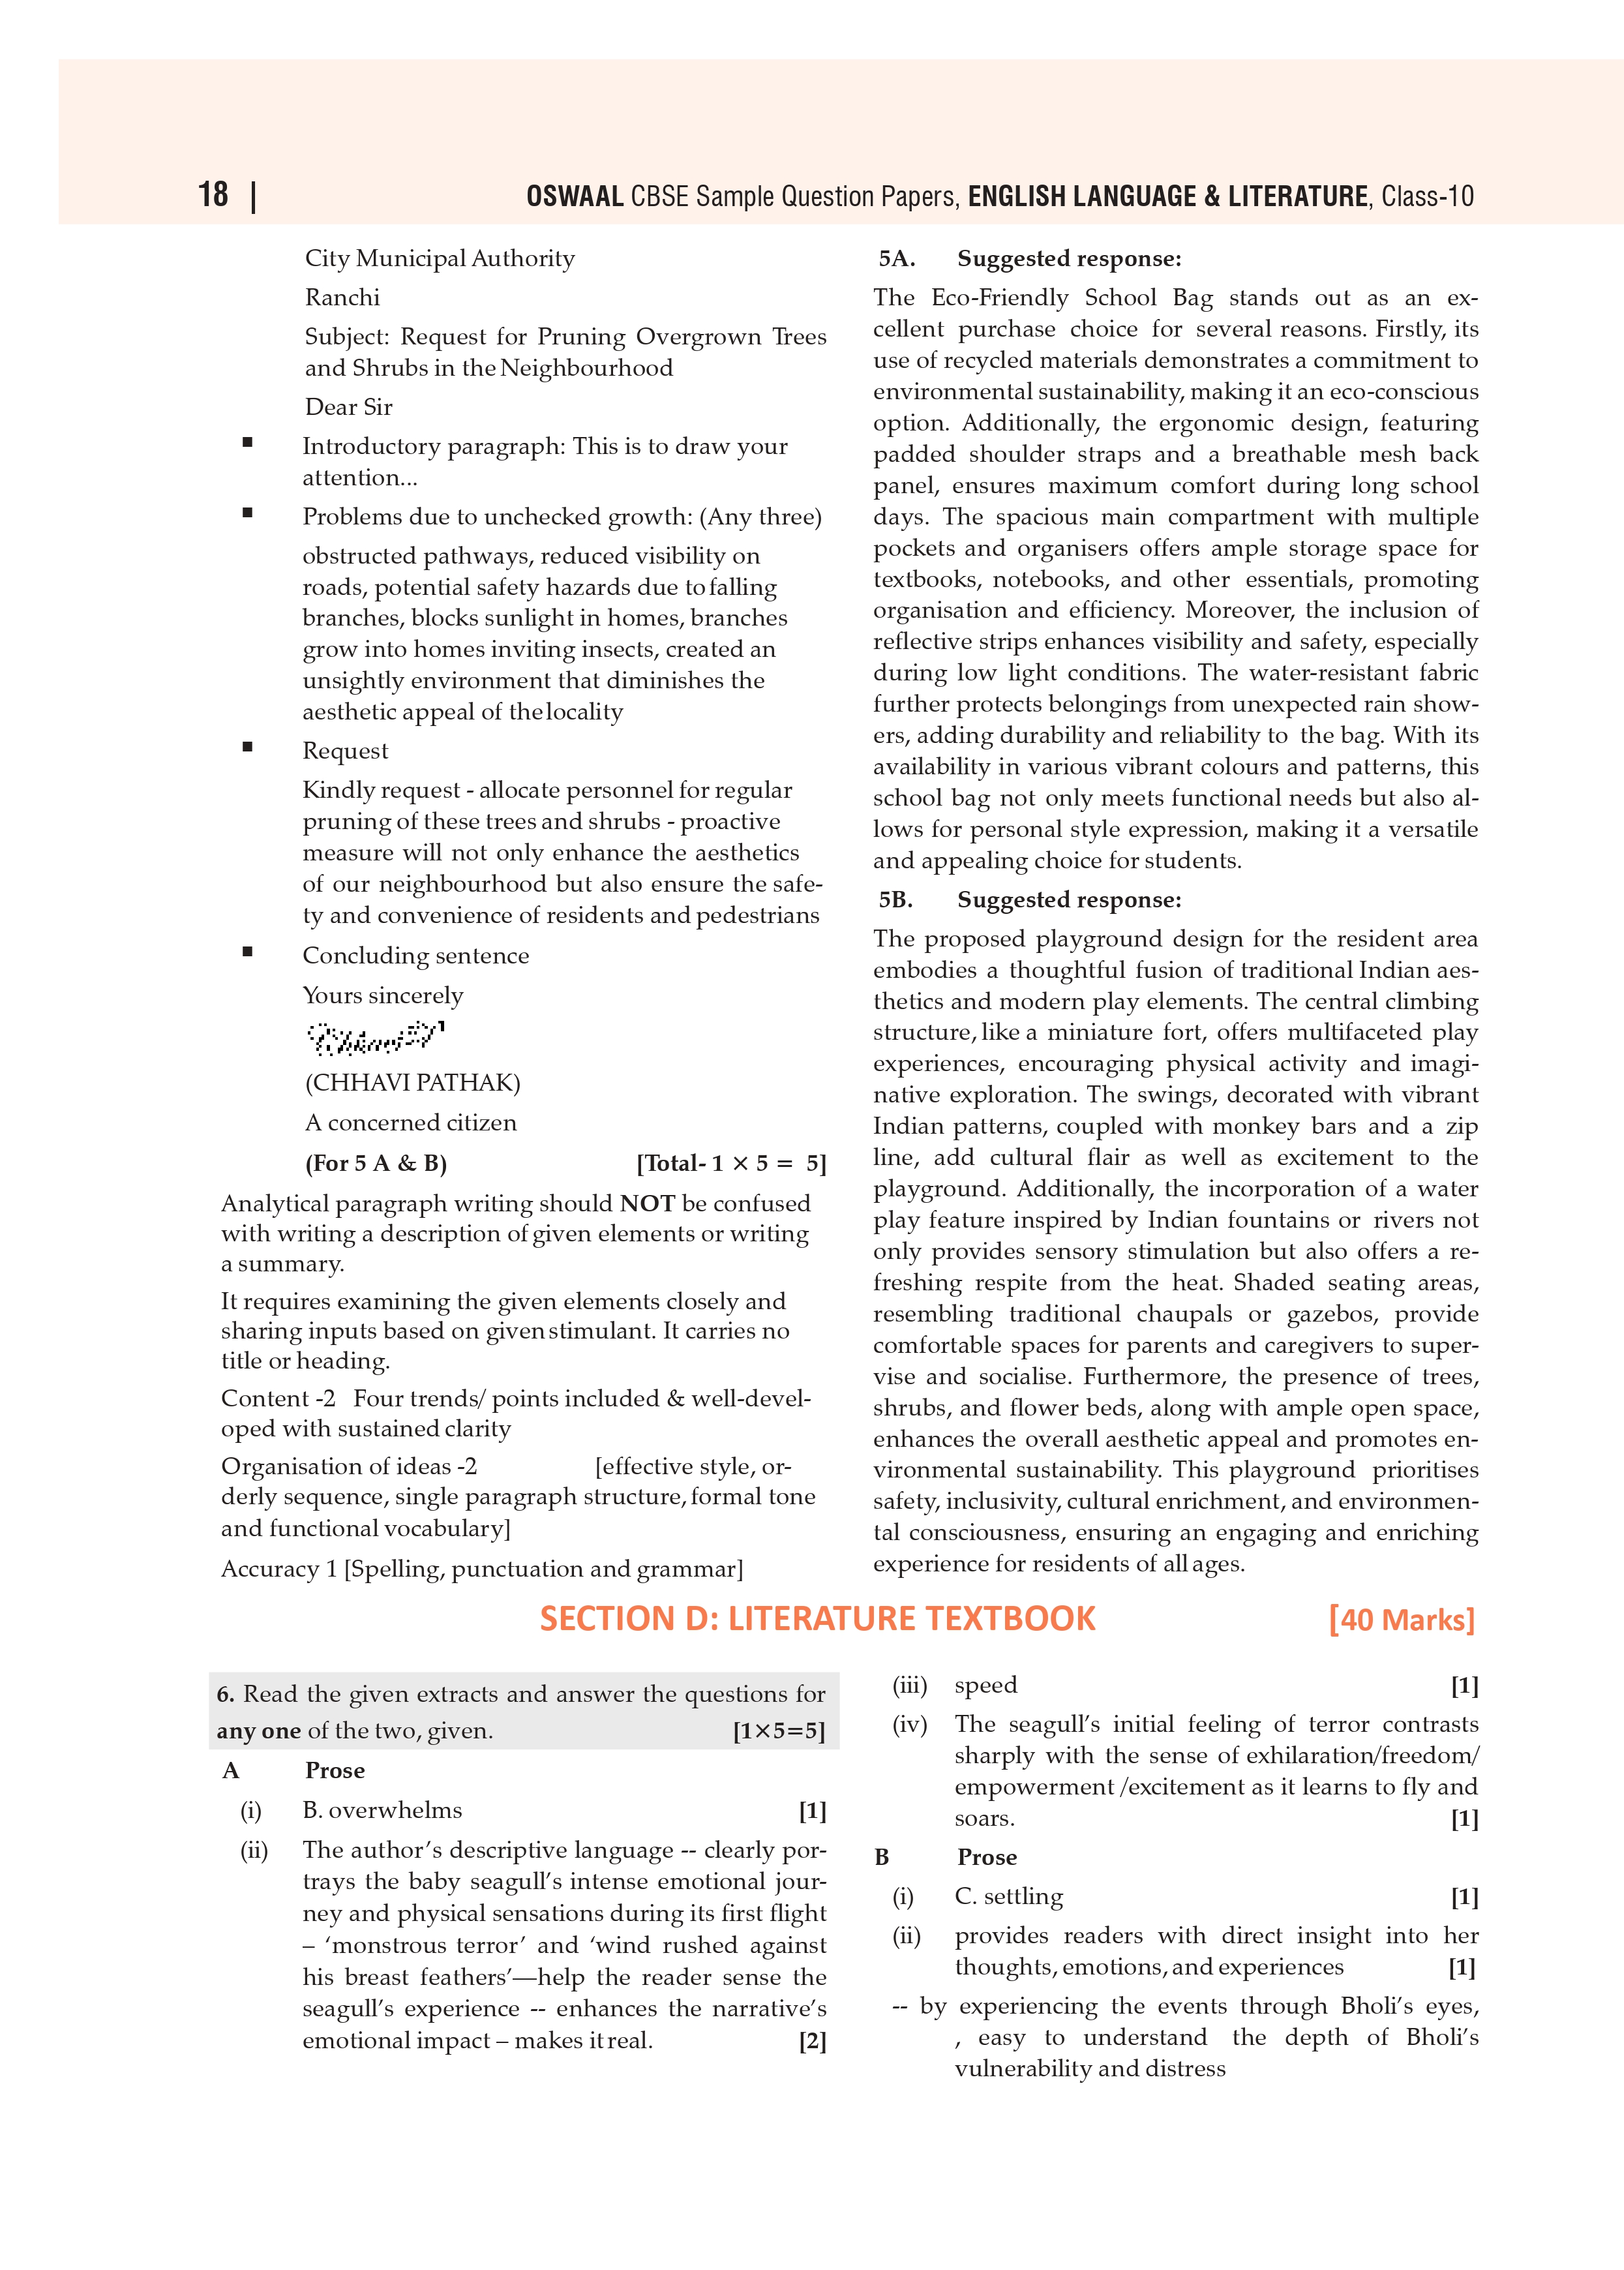 18 |
OSWAAL CBSE Sample Question Papers, ENGLISH LANGUAGE & LITERATURE, Class-10
City Municipal Authority
Ranchi
Subject: Request for Pruning Overgrown Trees
and Shrubs in the Neighbourhood
Dear Sir
▪ Introductory paragraph: This is to draw your
attention...
▪ Problems due to unchecked growth: (Any three)
obstructed pathways, reduced visibility on
roads, potential safety hazards due to falling
branches, blocks sunlight in homes, branches
grow into homes inviting insects, created an
unsightly environment that diminishes the
aesthetic appeal of the locality
▪ Request
Kindly request - allocate personnel for regular
pruning of these trees and shrubs - proactive
measure will not only enhance the aesthetics
of our neighbourhood but also ensure the safe-
ty and convenience of residents and pedestrians
▪ Concluding sentence
Yours sincerely
(CHHAVI PATHAK)
A concerned citizen
(For 5 A & B) [Total- 1 × 5 = 5]
Analytical paragraph writing should NOT be confused
with writing a description of given elements or writing
a summary.
It requires examining the given elements closely and
sharing inputs based on given stimulant. It carries no
title or heading.
Content -2 Four trends/ points included & well-devel-
oped with sustained clarity
Organisation of ideas -2 [effective style, or-
derly sequence, single paragraph structure, formal tone
and functional vocabulary]
Accuracy 1 [Spelling, punctuation and grammar]
5A. Suggested response:
The Eco-Friendly School Bag stands out as an ex-
cellent purchase choice for several reasons. Firstly, its
use of recycled materials demonstrates a commitment to
environmental sustainability, making it an eco-conscious
option. Additionally, the ergonomic design, featuring
padded shoulder straps and a breathable mesh back
panel, ensures maximum comfort during long school
days. The spacious main compartment with multiple
pockets and organisers offers ample storage space for
textbooks, notebooks, and other essentials, promoting
organisation and efficiency. Moreover, the inclusion of
reflective strips enhances visibility and safety, especially
during low light conditions. The water-resistant fabric
further protects belongings from unexpected rain show-
ers, adding durability and reliability to the bag. With its
availability in various vibrant colours and patterns, this
school bag not only meets functional needs but also al-
lows for personal style expression, making it a versatile
and appealing choice for students.
5B. Suggested response:
The proposed playground design for the resident area
embodies a thoughtful fusion of traditional Indian aes-
thetics and modern play elements. The central climbing
structure, like a miniature fort, offers multifaceted play
experiences, encouraging physical activity and imagi-
native exploration. The swings, decorated with vibrant
Indian patterns, coupled with monkey bars and a zip
line, add cultural flair as well as excitement to the
playground. Additionally, the incorporation of a water
play feature inspired by Indian fountains or rivers not
only provides sensory stimulation but also offers a re-
freshing respite from the heat. Shaded seating areas,
resembling traditional chaupals or gazebos, provide
comfortable spaces for parents and caregivers to super-
vise and socialise. Furthermore, the presence of trees,
shrubs, and flower beds, along with ample open space,
enhances the overall aesthetic appeal and promotes en-
vironmental sustainability. This playground prioritises
safety, inclusivity, cultural enrichment, and environmen-
tal consciousness, ensuring an engaging and enriching
experience for residents of all ages.
SECTION D: LITERATURE TEXTBOOK [40 Marks]
6. Read the given extracts and answer the questions for
any one of the two, given. [1×5=5]
A Prose
(i) B. overwhelms [1]
(ii) The author's descriptive language -- clearly por-
trays the baby seagull's intense emotional jour-
ney and physical sensations during its first flight
– 'monstrous terror' and 'wind rushed against
his breast feathers'—help the reader sense the
seagull's experience -- enhances the narrative's
emotional impact – makes it real. [2]
(iii) speed [1]
(iv) The seagull's initial feeling of terror contrasts
sharply with the sense of exhilaration/freedom/
empowerment /excitement as it learns to fly and
soars. [1]
B Prose
(i) C. settling [1]
(ii) provides readers with direct insight into her
thoughts, emotions, and experiences [1]
-- by experiencing the events through Bholi's eyes,
, easy to understand the depth of Bholi's
vulnerability and distress